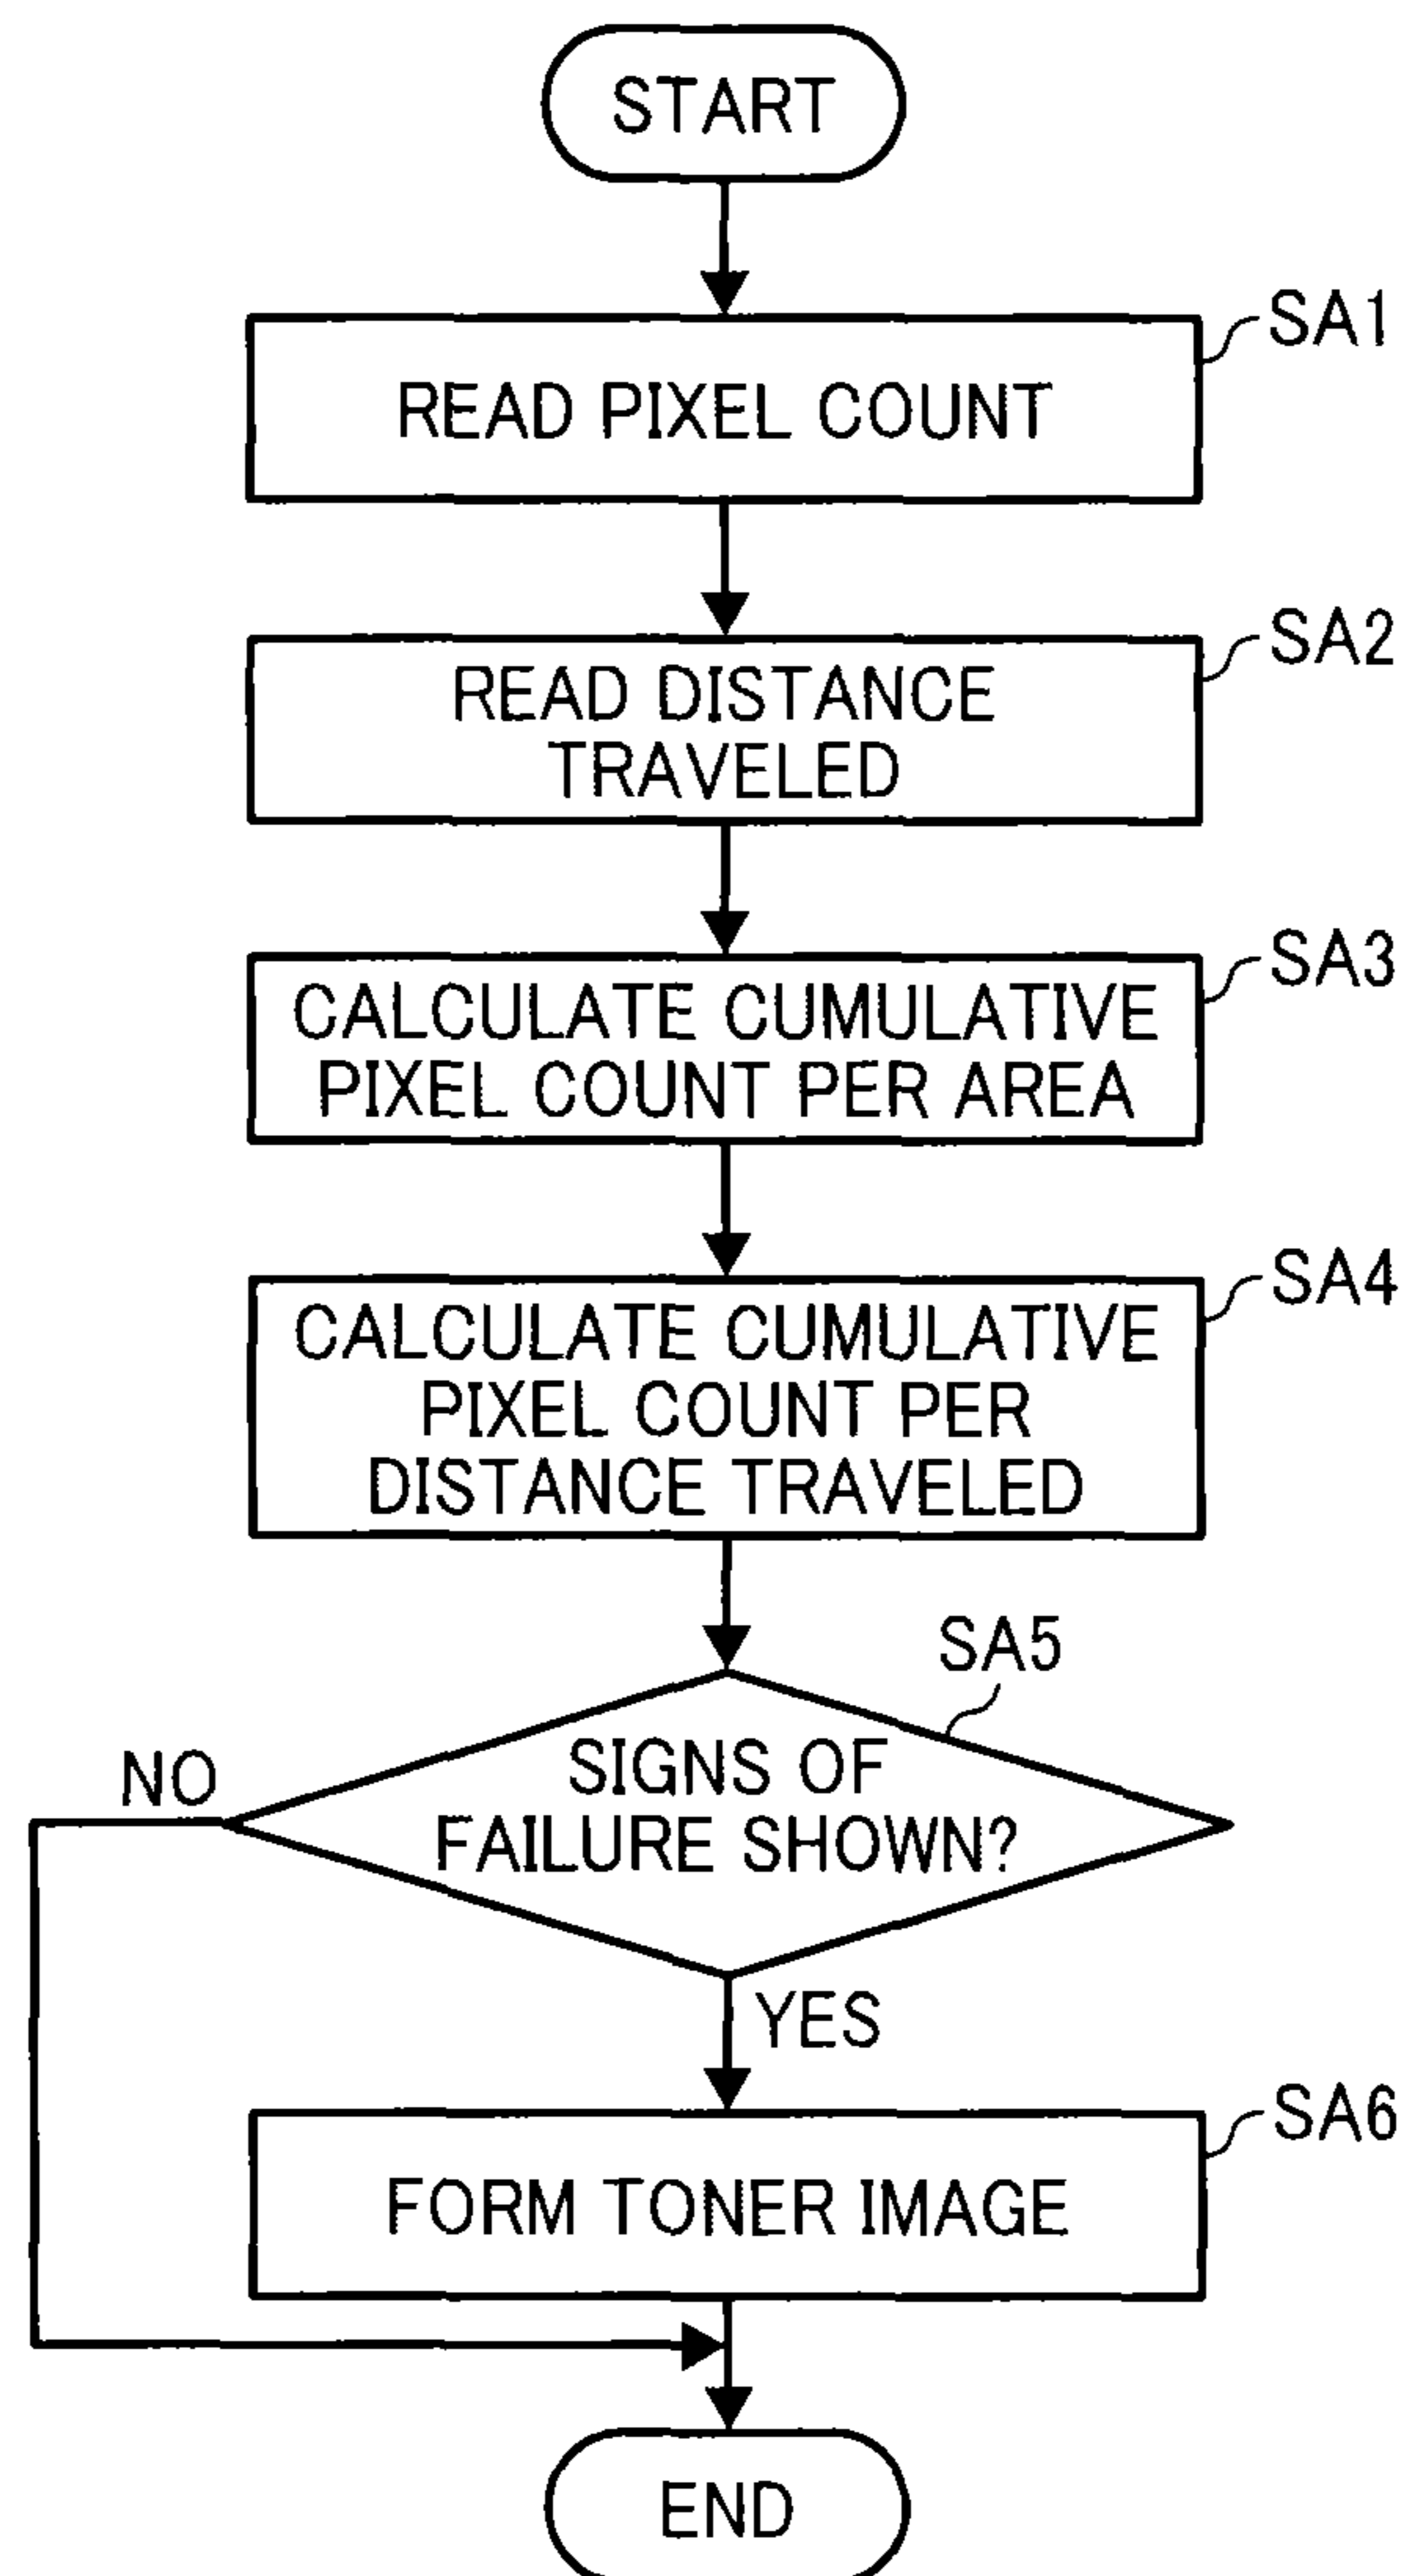 START
SA1
READ PIXEL COUNT
SA2
READ DISTANCE
TRAVELED
SA3
CALCULATE CUMULATIVE
PIXEL COUNT PER AREA
SA4
CALCULATE CUMULATIVE
PIXEL COUNT PER
DISTANCE TRAVELED
SA5
SIGNS OF
FAILURE SHOWN?
NO
YES
SA6
FORM TONER IMAGE
END